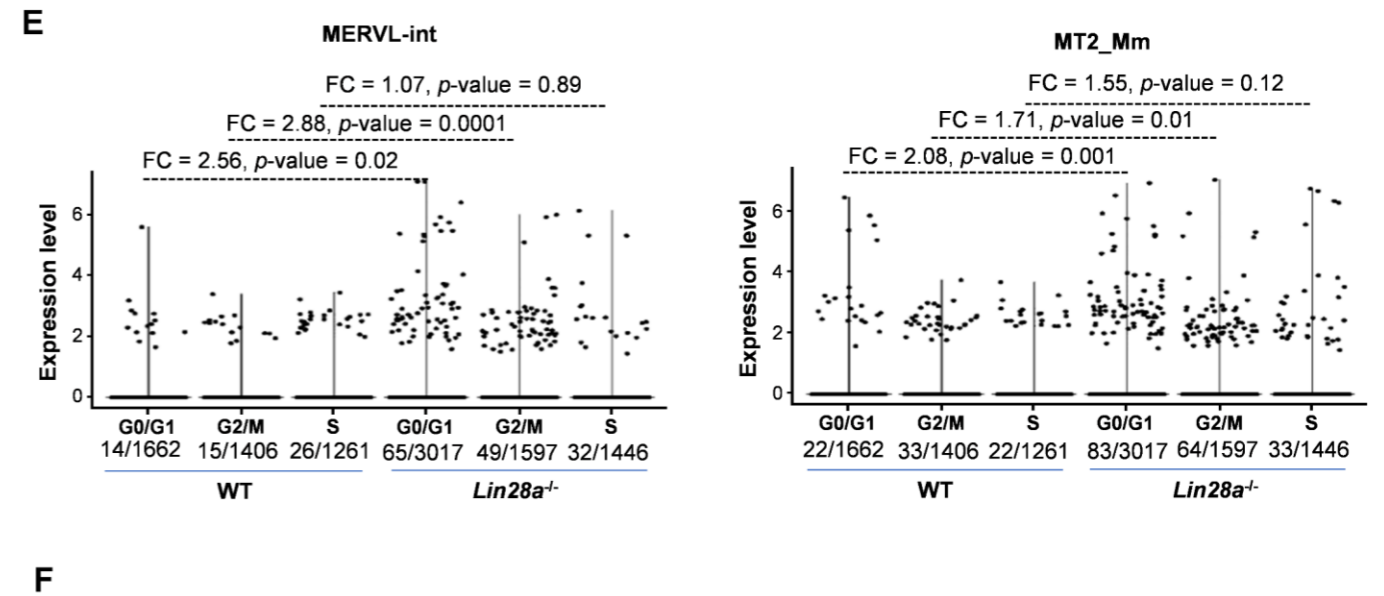 E
MERVL-int
FC = 1.07, p-value = 0.89
FC = 2.88, p-value = 0.0001
FC = 2.56, p-value = 0.02
Expression level
6
4
2
0
G0/G1 G2/M S G0/G1 G2/M S
14/1662 15/1406 26/1261 65/3017 49/1597 32/1446
WT Lin28a-/-
MT2_Mm
FC = 1.55, p-value = 0.12
FC = 1.71, p-value = 0.01
FC = 2.08, p-value = 0.001
Expression level
6
4
2
0
G0/G1 G2/M S G0/G1 G2/M S
22/1662 33/1406 22/1261 83/3017 64/1597 33/1446
WT Lin28a-/-
F